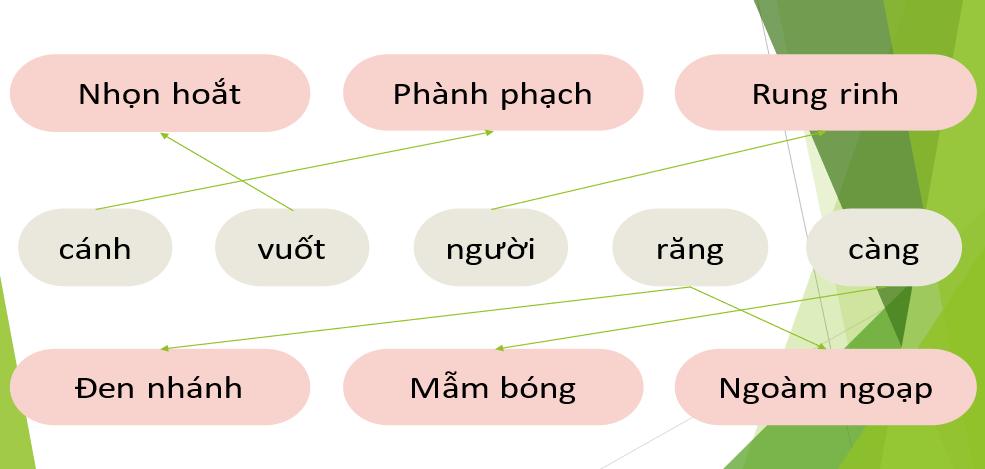 Nhọn hoắt
Phành phạch
Rung rinh
cánh
vuốt
người
răng
càng
Đen nhánh
Mẫm bóng
Ngoàm ngoạp